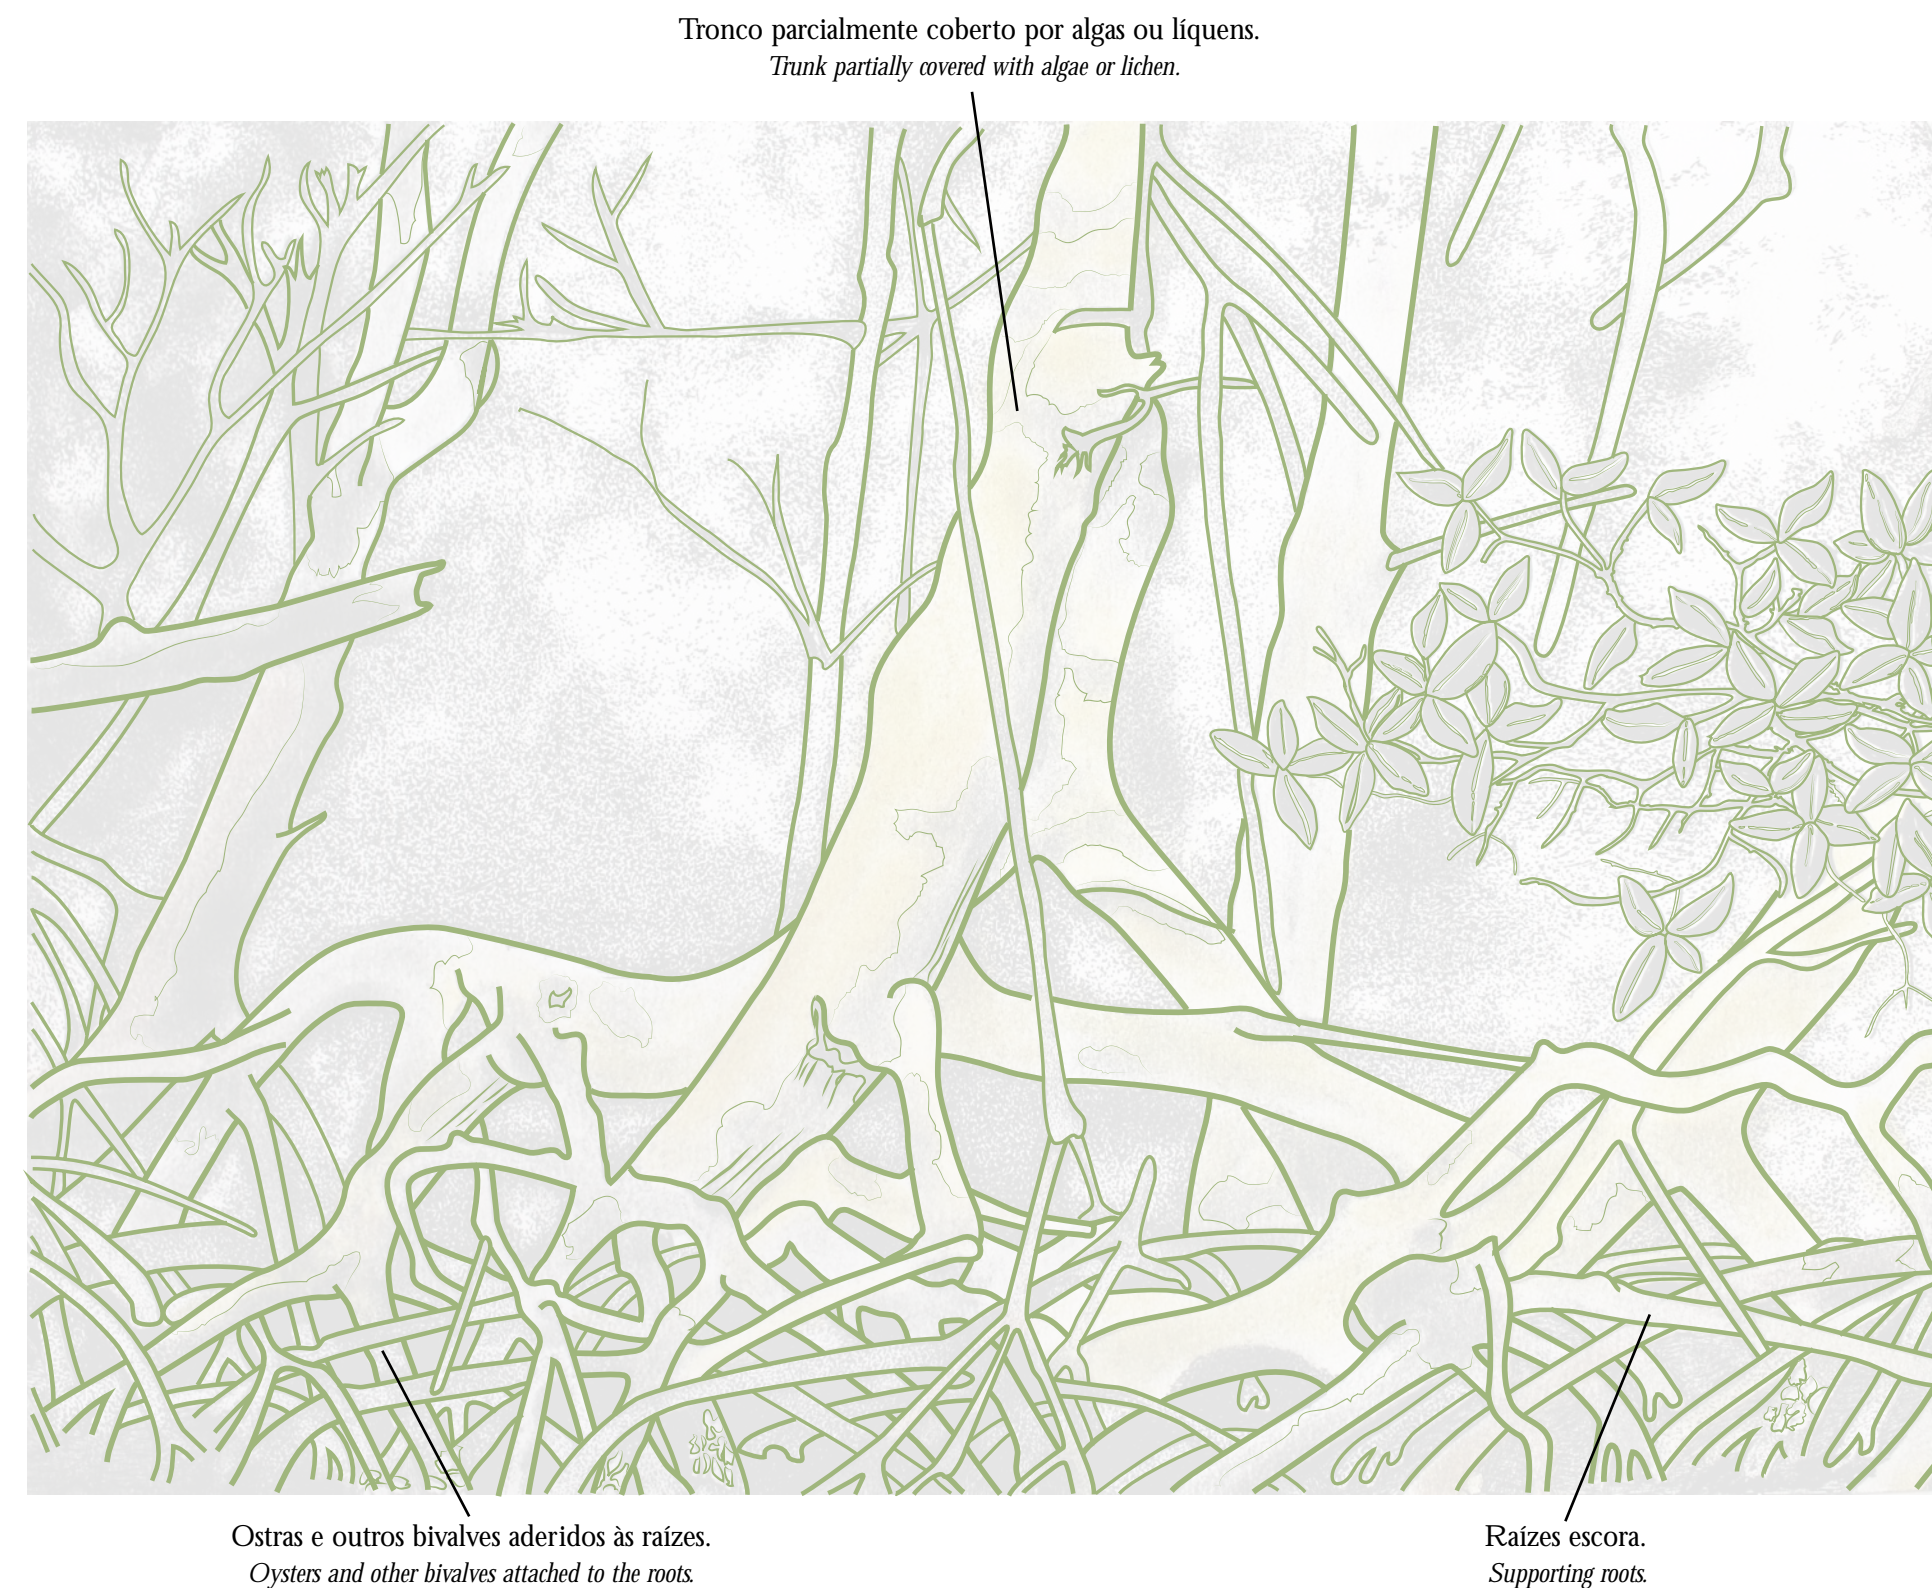 Tronco parcialmente coberto por algas ou líquens.
Trunk partially covered with algae or lichen.
Ostras e outros bivalves aderidos às raízes.
Oysters and other bivalves attached to the roots.
Raízes escora.
Supporting roots.